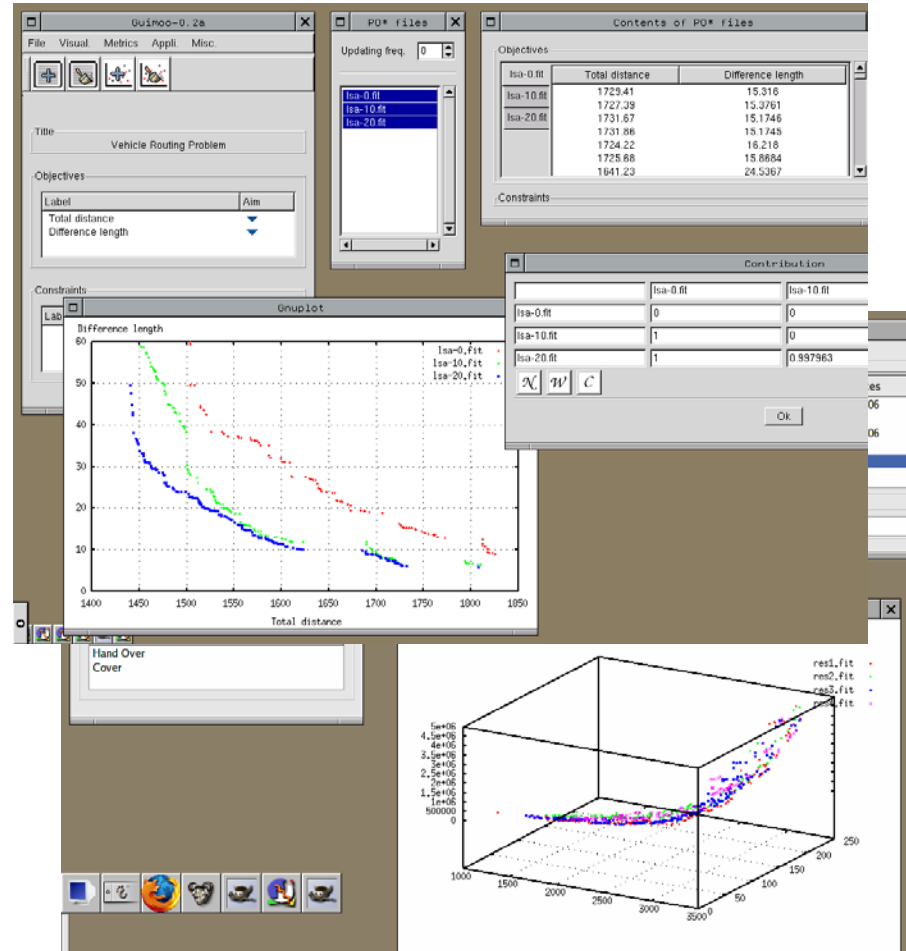 Guimoo-0.2a
File Visual. Metrics Appli. Misc.
Title
Vehicle Routing Problem
Objectives
Label Aim
Total distance
Difference length
Constraints
PO* files
Updating freq. 0
lsa-0.fit
lsa-10.fit
lsa-20.fit
Contents of PO* files
Objectives
lsa-0.fit
lsa-10.fit
lsa-20.fit
Total distance Difference length
1729.41 15.316
1727.39 15.3761
1731.67 15.1746
1731.86 15.1745
1724.22 16.218
1725.68 15.8684
1641.23 24.5367
Constraints
Contribution
lsa-0.fit lsa-10.fit
lsa-0.fit 0 0
lsa-10.fit 1 0
lsa-20.fit 1 0.997963
N W C
Ok
Gnuplot
Difference length
lsa-0.fit
lsa-10.fit
lsa-20.fit
60
50
40
30
20
10
0
1400 1450 1500 1550 1600 1650 1700 1750 1800 1850
Total distance
06
06
Hand Over
Cover
res1.fit
res2.fit
res3.fit
5e+06
4.5e+06
4e+06
3.5e+06
3e+06
2.5e+06
2e+06
1.5e+06
1e+06
500000
0
1000 1500 2000 2500 3000 3500
0 50 100 150 200 250